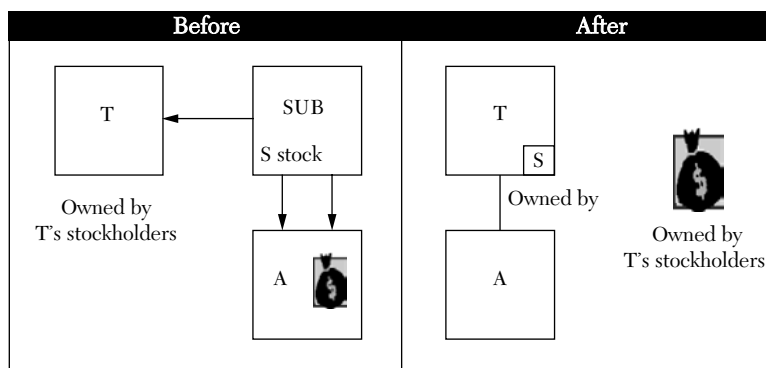 Before
After
T
SUB
S stock
Owned by
T's stockholders
A
$
T
S
Owned by
A
$
Owned by
T's stockholders